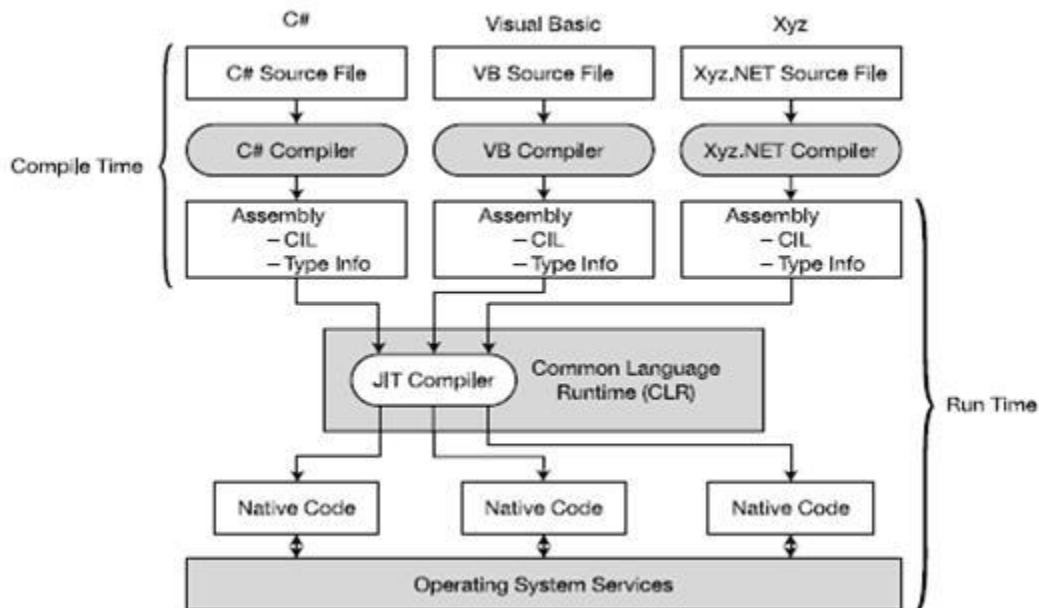 C#
Visual Basic
Xyz
C# Source File
VB Source File
Xyz.NET Source File
C# Compiler
VB Compiler
Xyz.NET Compiler
Compile Time
Assembly
– CIL
– Type Info
Assembly
– CIL
– Type Info
Assembly
– CIL
– Type Info
JIT Compiler
Common Language
Runtime (CLR)
Run Time
Native Code
Native Code
Native Code
Operating System Services